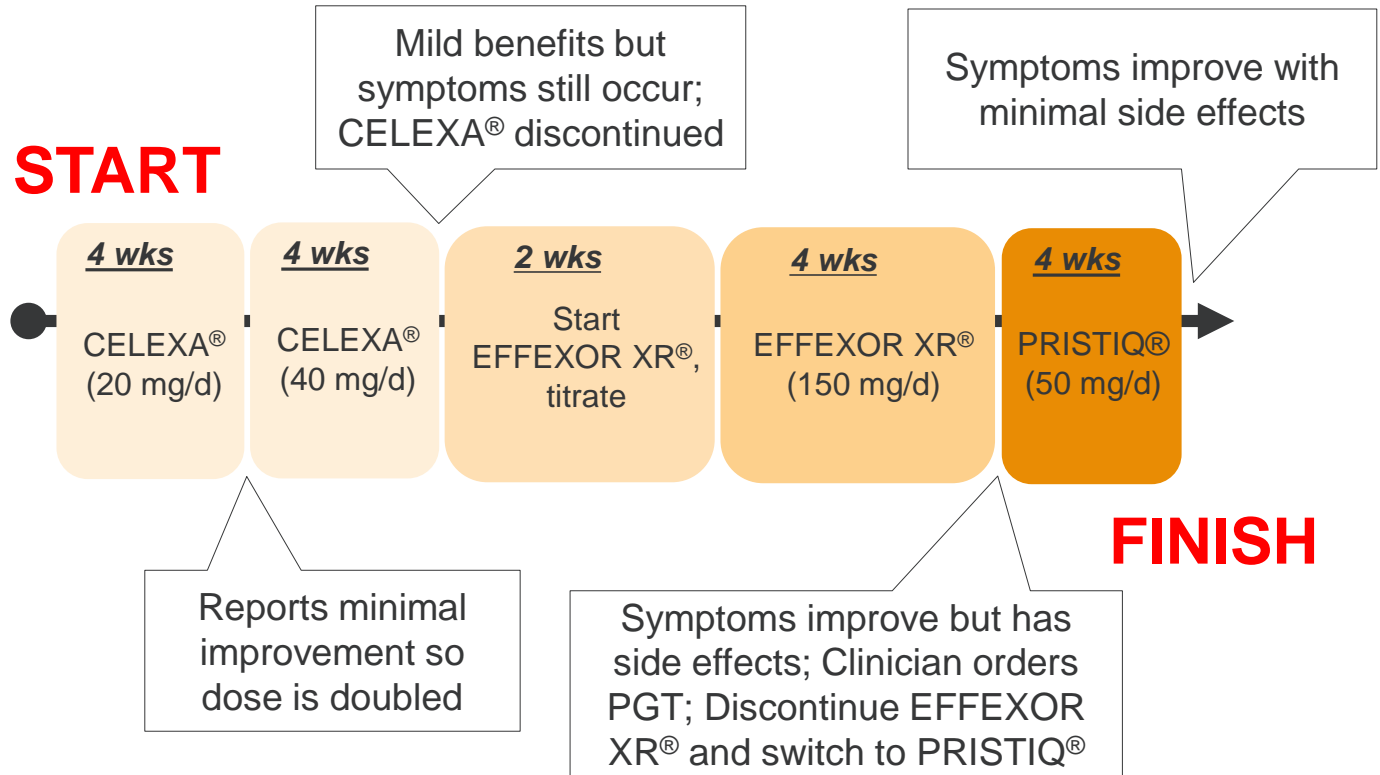 Mild benefits but
symptoms still occur;
CELEXA® discontinued
Symptoms improve with
minimal side effects
START
4 wks
CELEXA®
(20 mg/d)
4 wks
CELEXA®
(40 mg/d)
2 wks
Start
EFFEXOR XR®,
titrate
4 wks
EFFEXOR XR®
(150 mg/d)
4 wks
PRISTIQ®
(50 mg/d)
FINISH
Reports minimal
improvement so
dose is doubled
Symptoms improve but has
side effects; Clinician orders
PGT; Discontinue EFFEXOR
XR® and switch to PRISTIQ®